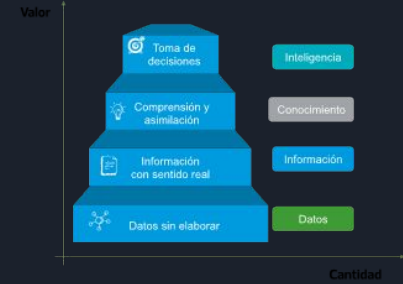 Valor
Toma de
decisiones
Inteligencia
Comprensión y
asimilación
Conocimiento
Información
con sentido real
Información
Datos sin elaborar
Datos
Cantidad